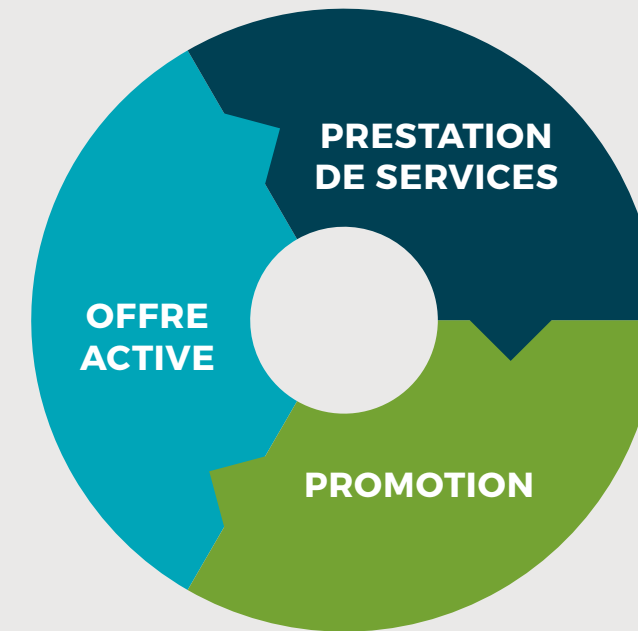 PRESTATION
DE SERVICES
OFFRE
ACTIVE
PROMOTION